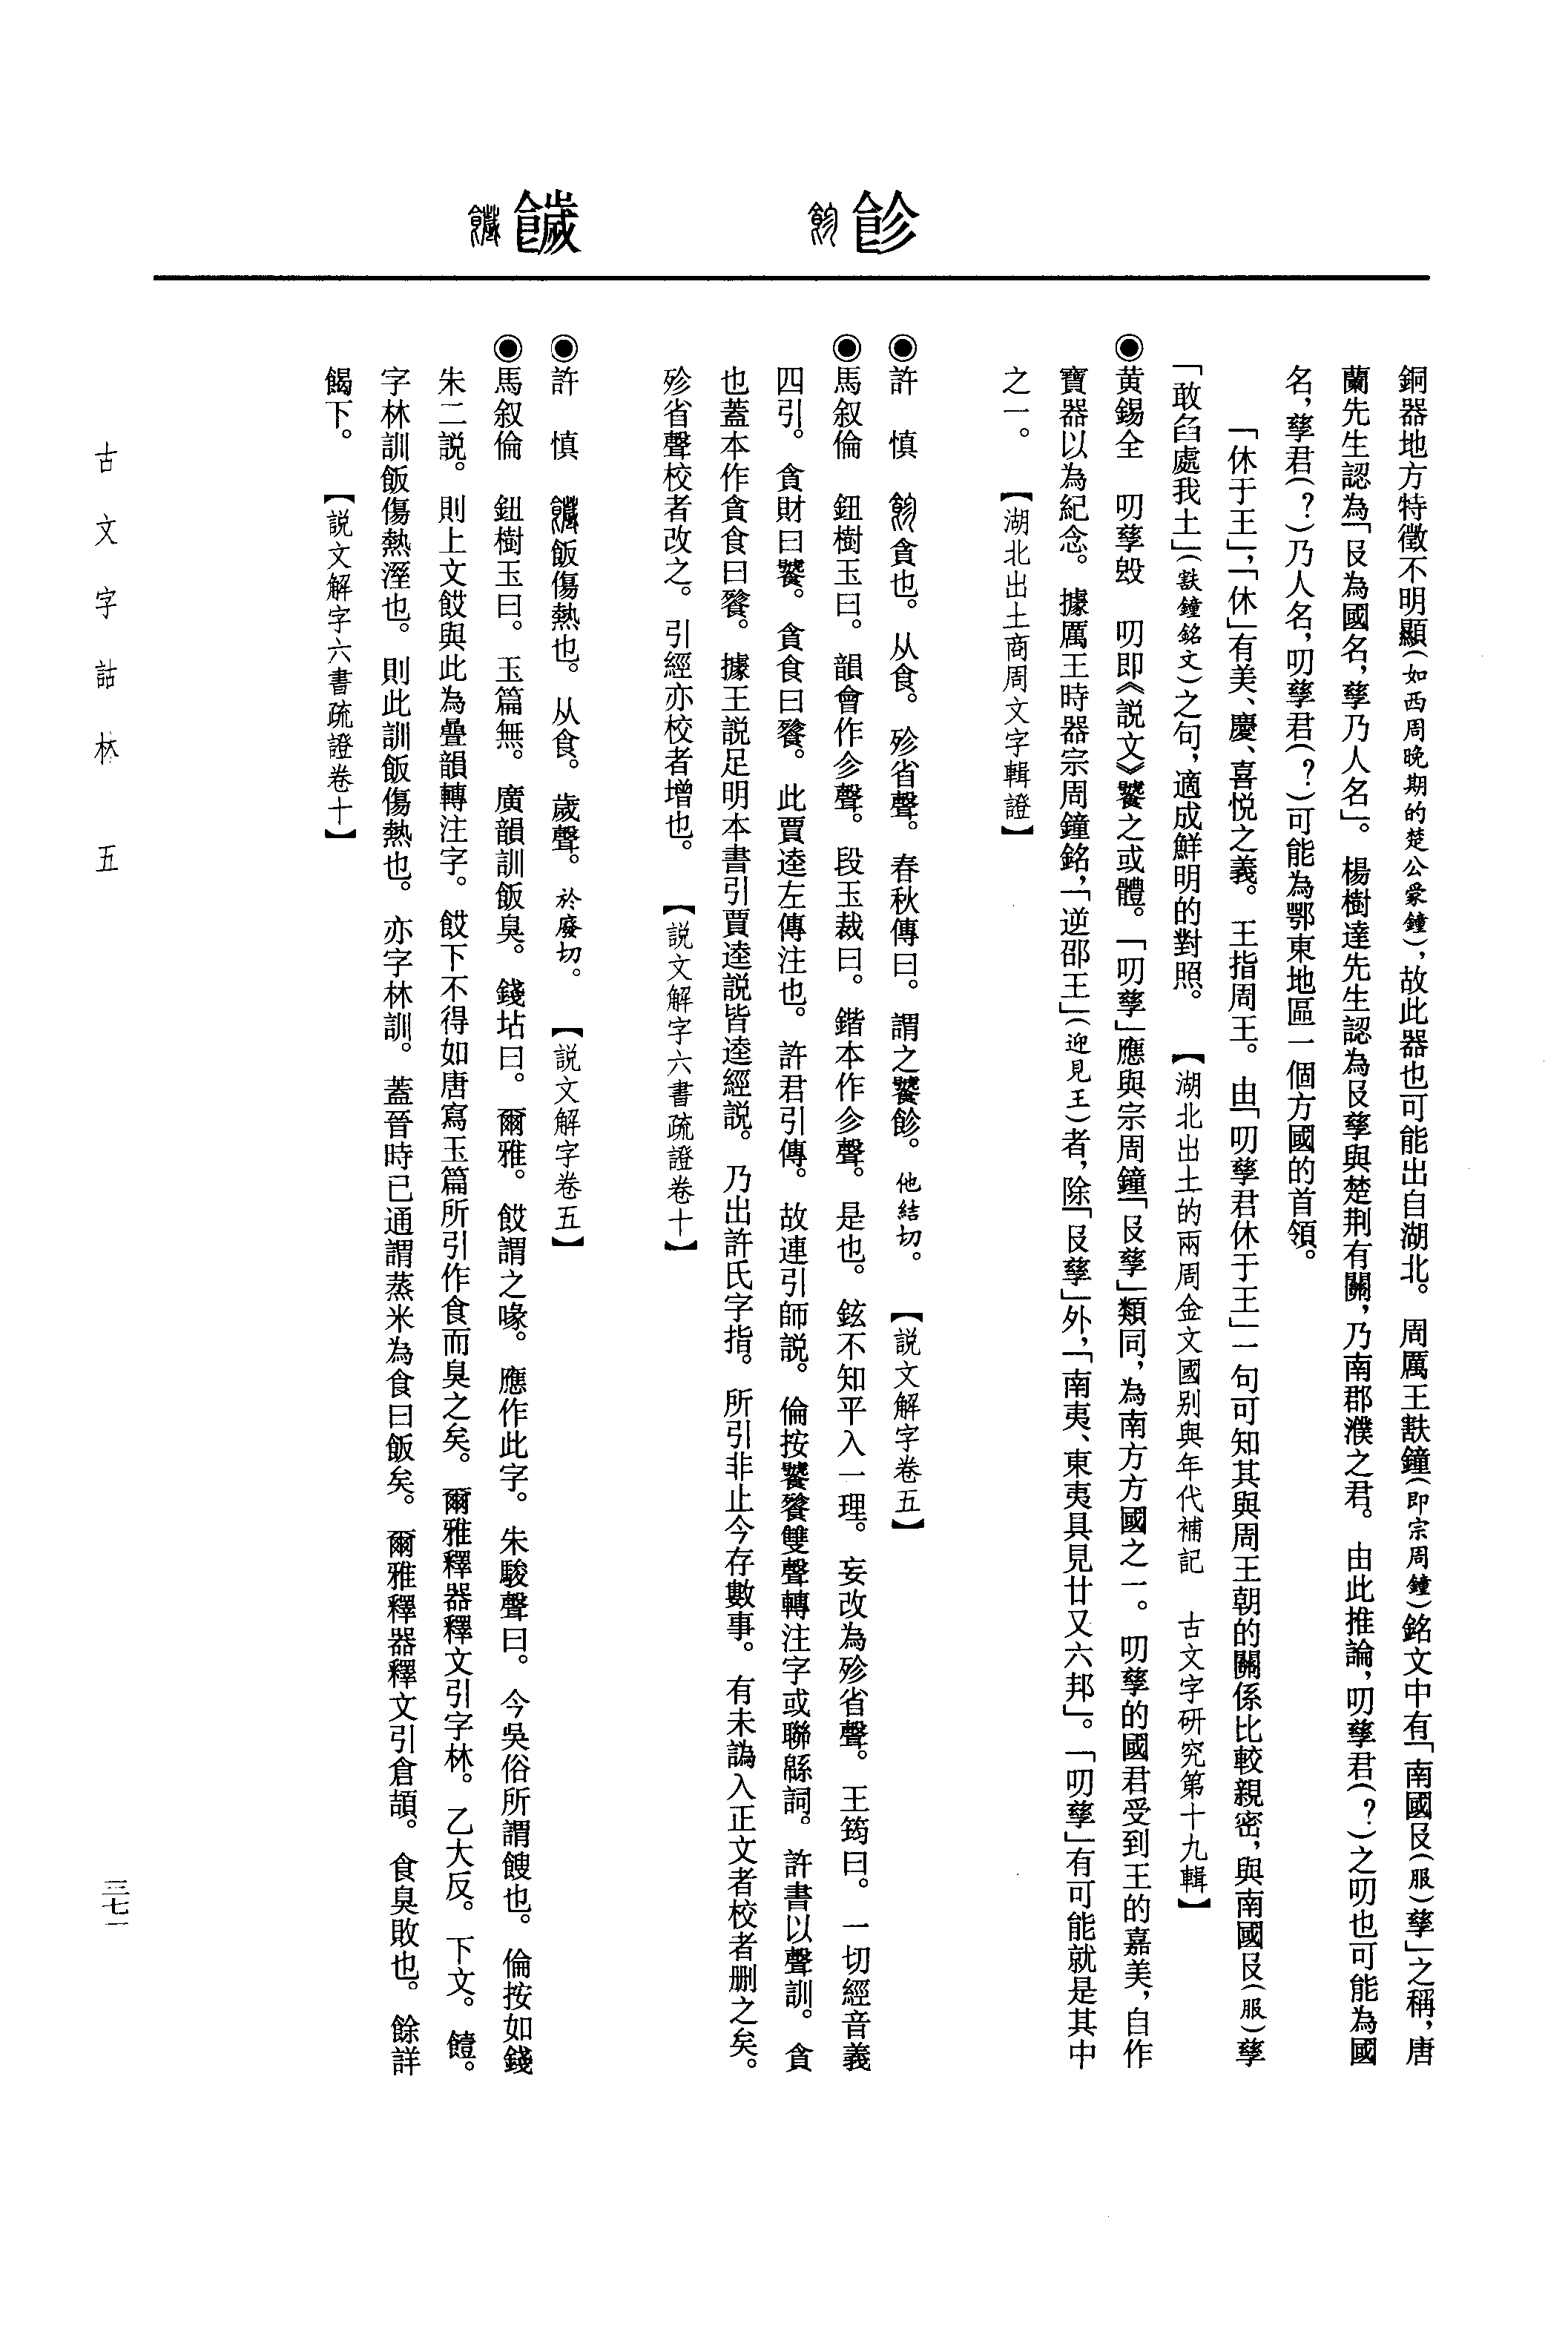 飻
饖
銅器地方特徵不明顯(如西周晚期的楚公豪鐘),故此器也可能出自湖北。周厲王㝬鐘(即宗周鐘)銘文中有「南國𠬝(服)孳」之稱,唐
蘭先生認為「𠬝為國名,孳乃人名」。楊樹達先生認為𠬝孳與楚荆有關,乃南郡濮之君。由此推論,叨孳君(?)之叨也可能為國
名,孳君(?)乃人名,叨孳君(?)可能為鄂東地區一個方國的首領。
「休于王」,「休」有美、慶、喜悦之義。王指周王。由「叨孳君休于王」一句可知其與周王朝的關係比較親密,與南國𠬝(服)孳
「敢臽處我土」(㝬鐘銘文)之句,適成鮮明的對照。【湖北出土的兩周金文國别與年代補記 古文字研究第十九輯】
◉黄錫全 叨孳毁 叨即《説文》饕之或體。「叨孳」應與宗周鐘「𠬝孳」類同,為南方方國之一。叨孳的國君受到王的嘉美,自作
寶器以為紀念。據厲王時器宗周鐘銘,「逆邵王」(迎見王)者,除「𠬝孳」外,「南夷、東夷具見廿又六邦」。「叨孳」有可能就是其中
之一。【湖北出土商周文字輯證】
◉許 慎 飻貪也。从食。殄省聲。春秋傳曰。謂之饕飻。他結切。【説文解字卷五】
◉馬叙倫 鈕樹玉曰。韻會作㐱聲。段玉裁曰。鍇本作㐱聲。是也。鉉不知平入一理。妄改為殄省聲。王筠曰。一切經音義
四引。貪財曰饕。貪食曰餮。此賈逵左傳注也。許君引傳。故連引師説。倫按饕餮雙聲轉注字或聯緜詞。許書以聲訓。貪
也蓋本作貪食曰餮。據王説足明本書引賈逵説皆逵經説。乃出許氏字指。所引非止今存數事。有未譌入正文者校者删之矣。
殄省聲校者改之。引經亦校者增也。【説文解字六書疏證卷十】
◉許 慎 饖飯傷熱也。从食。歲聲。於廢切。【説文解字卷五】
◉馬叙倫 鈕樹玉曰。玉篇無。廣韻訓飯臭。錢坫曰。爾雅。餀謂之喙。應作此字。朱駿聲曰。今吳俗所謂餿也。倫按如錢
朱二説。則上文餀與此為疊韻轉注字。餀下不得如唐寫玉篇所引作食而臭之矣。爾雅釋器釋文引字林。乙大反。下文。饐。
字林訓飯傷熱溼也。則此訓飯傷熱也。亦字林訓。蓋晉時已通謂蒸米為食曰飯矣。爾雅釋器釋文引倉頡。食臭敗也。餘詳
餲下。【説文解字六書疏證卷十】
古文字詁林 五
三七一